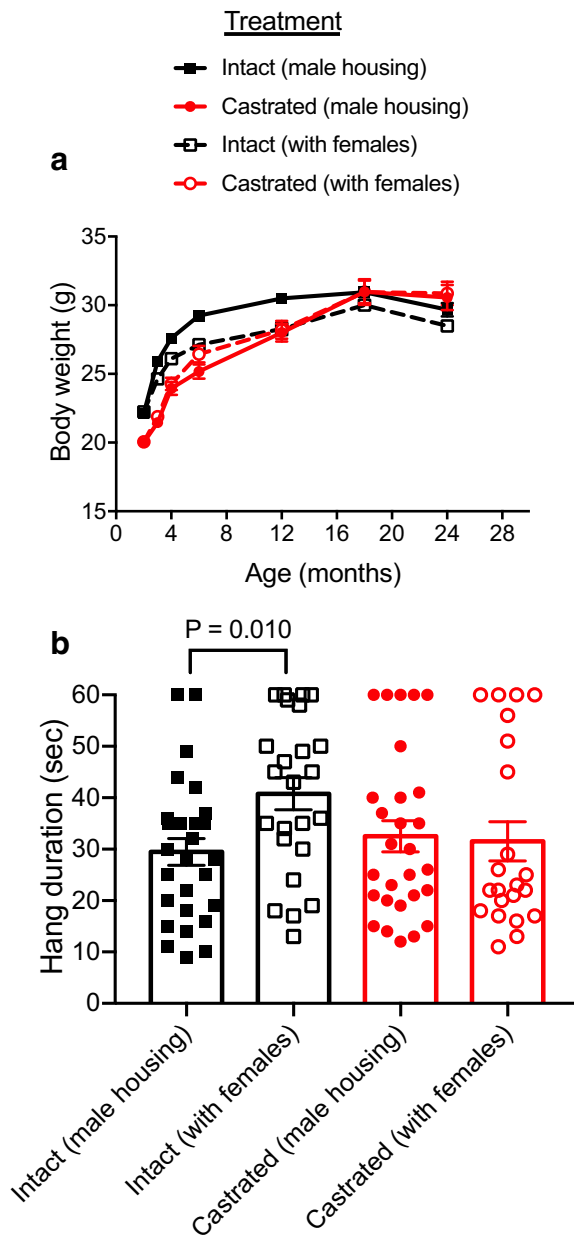 Treatment
Intact (male housing)
Castrated (male housing)
Intact (with females)
Castrated (with females)
a
35
30
25
20
15
Body weight (g)
0 4 8 12 16 20 24 28
Age (months)
b
P = 0.010
60
50
40
30
20
10
0
Hang duration (sec)
Intact (male housing)
Intact (with females)
Castrated (male housing)
Castrated (with females)